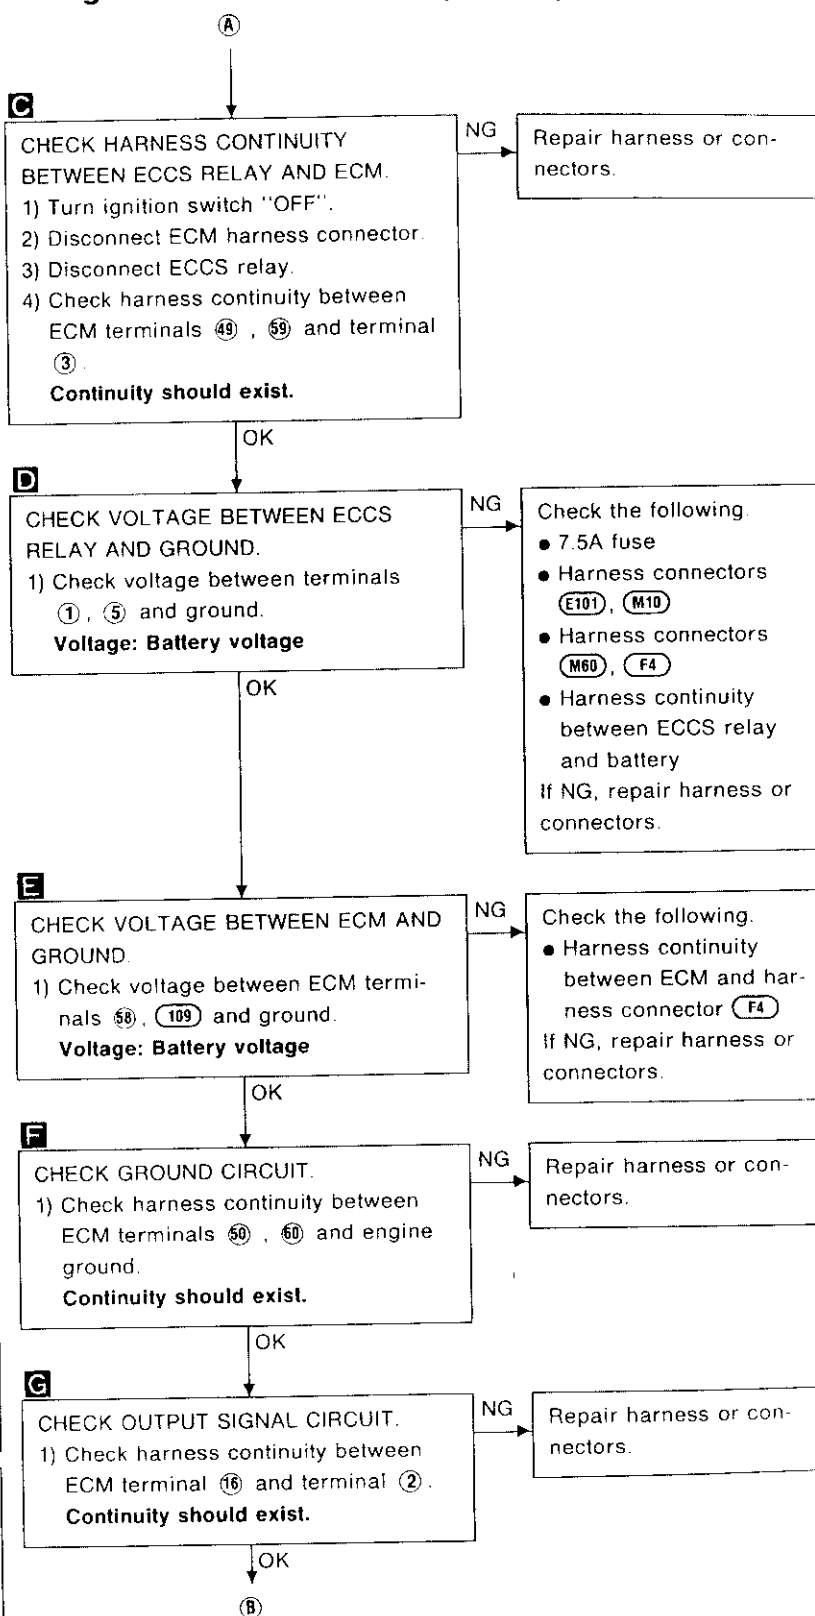 Ⓐ
C
CHECK HARNESS CONTINUITY
BETWEEN ECCS RELAY AND ECM.
1) Turn ignition switch "OFF".
2) Disconnect ECM harness connector.
3) Disconnect ECCS relay.
4) Check harness continuity between
ECM terminals ㊾ , 59 and terminal
③ .
Continuity should exist.
NG
Repair harness or con-
nectors.
OK
D
CHECK VOLTAGE BETWEEN ECCS
RELAY AND GROUND.
1) Check voltage between terminals
① , ⑤ and ground.
Voltage: Battery voltage
NG
Check the following.
● 7.5A fuse
● Harness connectors
E101 , M10
● Harness connectors
M60 , F4
● Harness continuity
between ECCS relay
and battery
If NG, repair harness or
connectors.
OK
E
CHECK VOLTAGE BETWEEN ECM AND
GROUND.
1) Check voltage between ECM termi-
nals 58 , 109 and ground.
Voltage: Battery voltage
NG
Check the following.
● Harness continuity
between ECM and har-
ness connector F4
If NG, repair harness or
connectors.
OK
F
CHECK GROUND CIRCUIT.
1) Check harness continuity between
ECM terminals ㊿ , 60 and engine
ground.
Continuity should exist.
NG
Repair harness or con-
nectors.
OK
G
CHECK OUTPUT SIGNAL CIRCUIT.
1) Check harness continuity between
ECM terminal ⑯ and terminal ② .
Continuity should exist.
NG
Repair harness or con-
nectors.
OK
Ⓑ